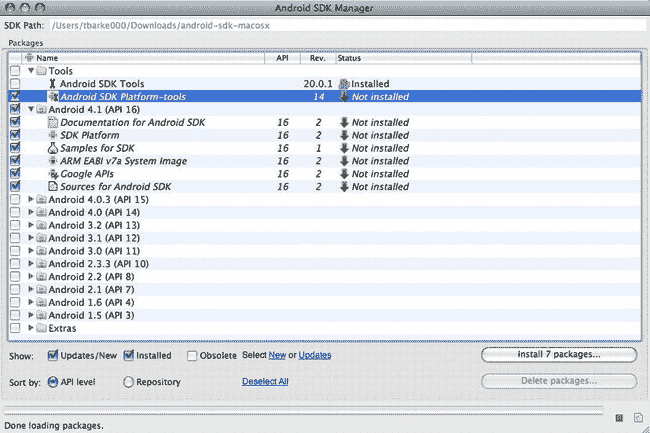 Android SDK Manager
SDK Path: /Users/tbarke000/Downloads/android-sdk-macosx
Packages
Name API Rev. Status
Tools
Android SDK Tools 20.0.1 Installed
Android SDK Platform-tools 14 Not installed
Android 4.1 (API 16)
Documentation for Android SDK 16 2 Not installed
SDK Platform 16 2 Not installed
Samples for SDK 16 1 Not installed
ARM EABI v7a System Image 16 2 Not installed
Google APIs 16 2 Not installed
Sources for Android SDK 16 2 Not installed
Android 4.0.3 (API 15)
Android 4.0 (API 14)
Android 3.2 (API 13)
Android 3.1 (API 12)
Android 3.0 (API 11)
Android 2.3.3 (API 10)
Android 2.2 (API 8)
Android 2.1 (API 7)
Android 1.6 (API 4)
Android 1.5 (API 3)
Extras
Show: Updates/New Installed Obsolete Select New or Updates Install 7 packages...
Sort by: API level Repository Deselect All Delete packages...
Done loading packages.